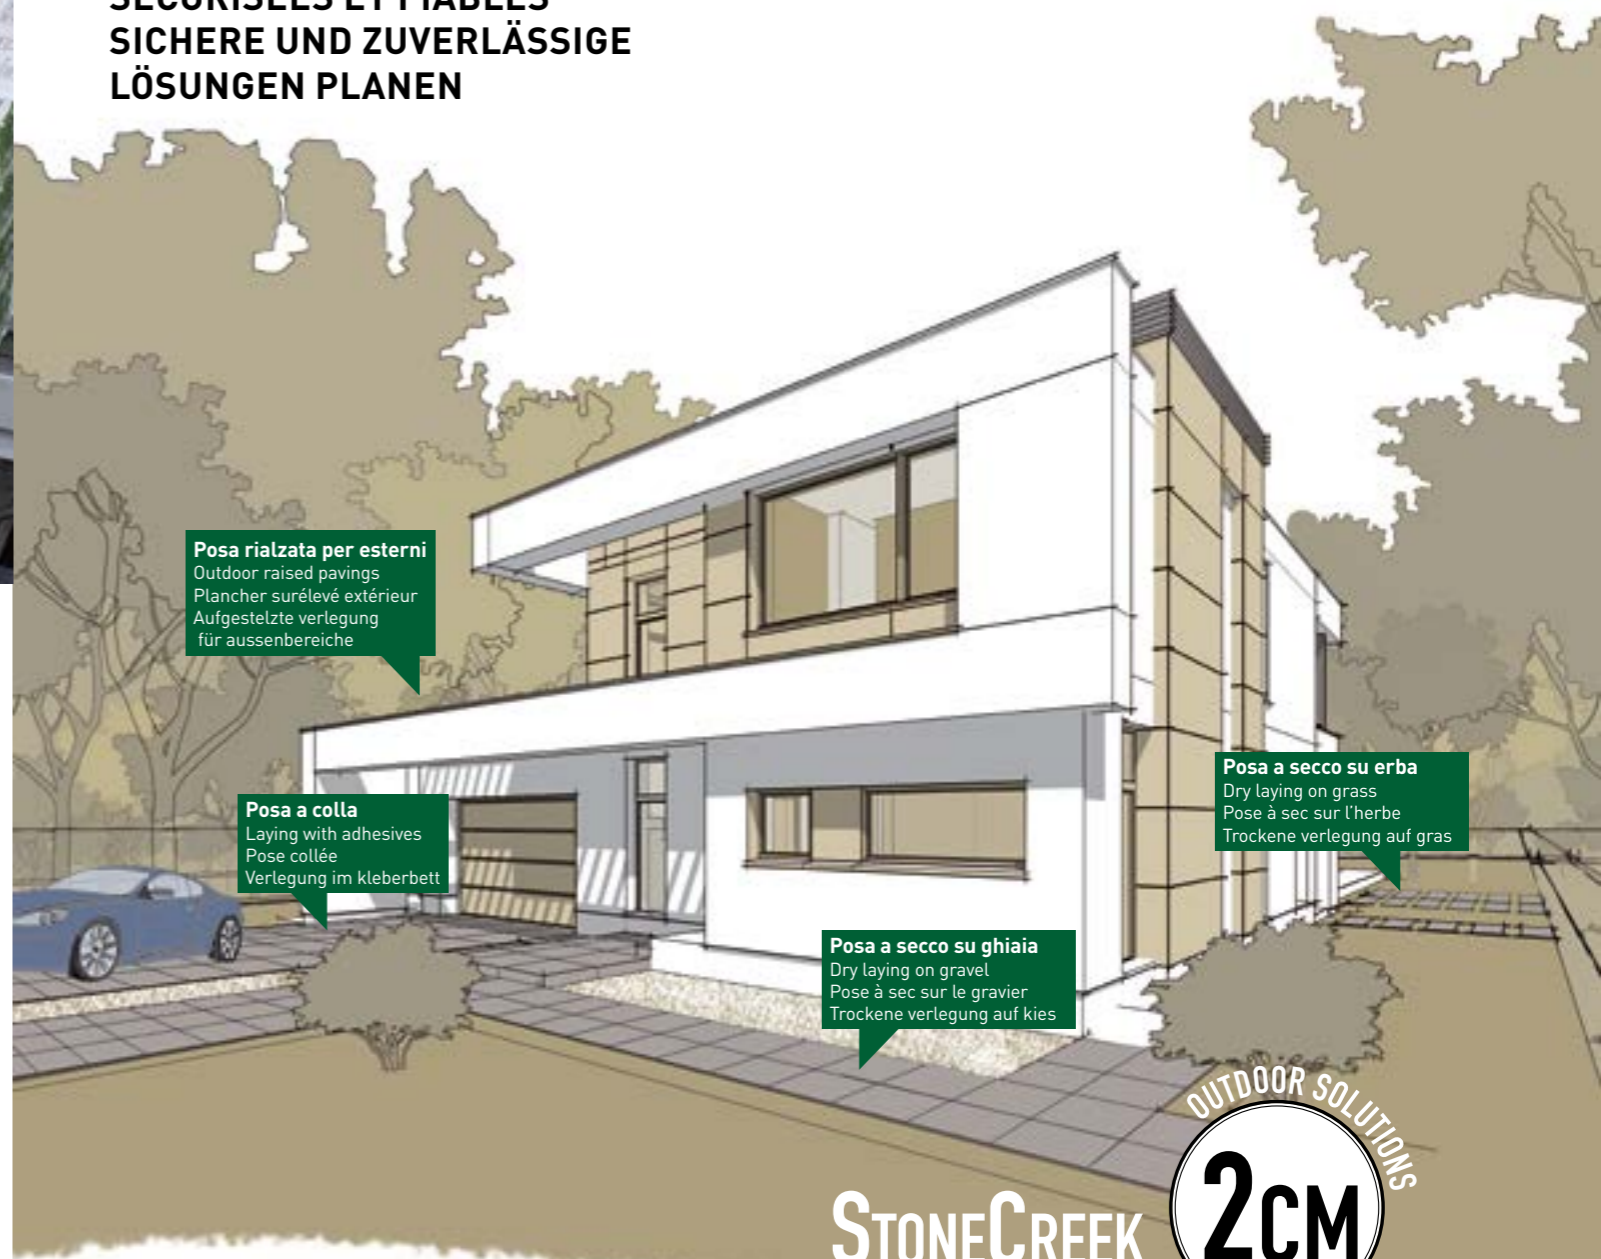 SÉCURISÉES ET FIABLES
SICHERE UND ZUVERLÄSSIGE
LÖSUNGEN PLANEN
Posa rialzata per esterni
Outdoor raised pavings
Plancher surélevé extérieur
Aufgestelzte verlegung
für aussenbereiche
Posa a colla
Laying with adhesives
Pose collée
Verlegung im kleberbett
Posa a secco su erba
Dry laying on grass
Pose à sec sur l'herbe
Trockene verlegung auf gras
Posa a secco su ghiaia
Dry laying on gravel
Pose à sec sur le gravier
Trockene verlegung auf kies
OUTDOOR SOLUTIONS
2CM
STONECREEK